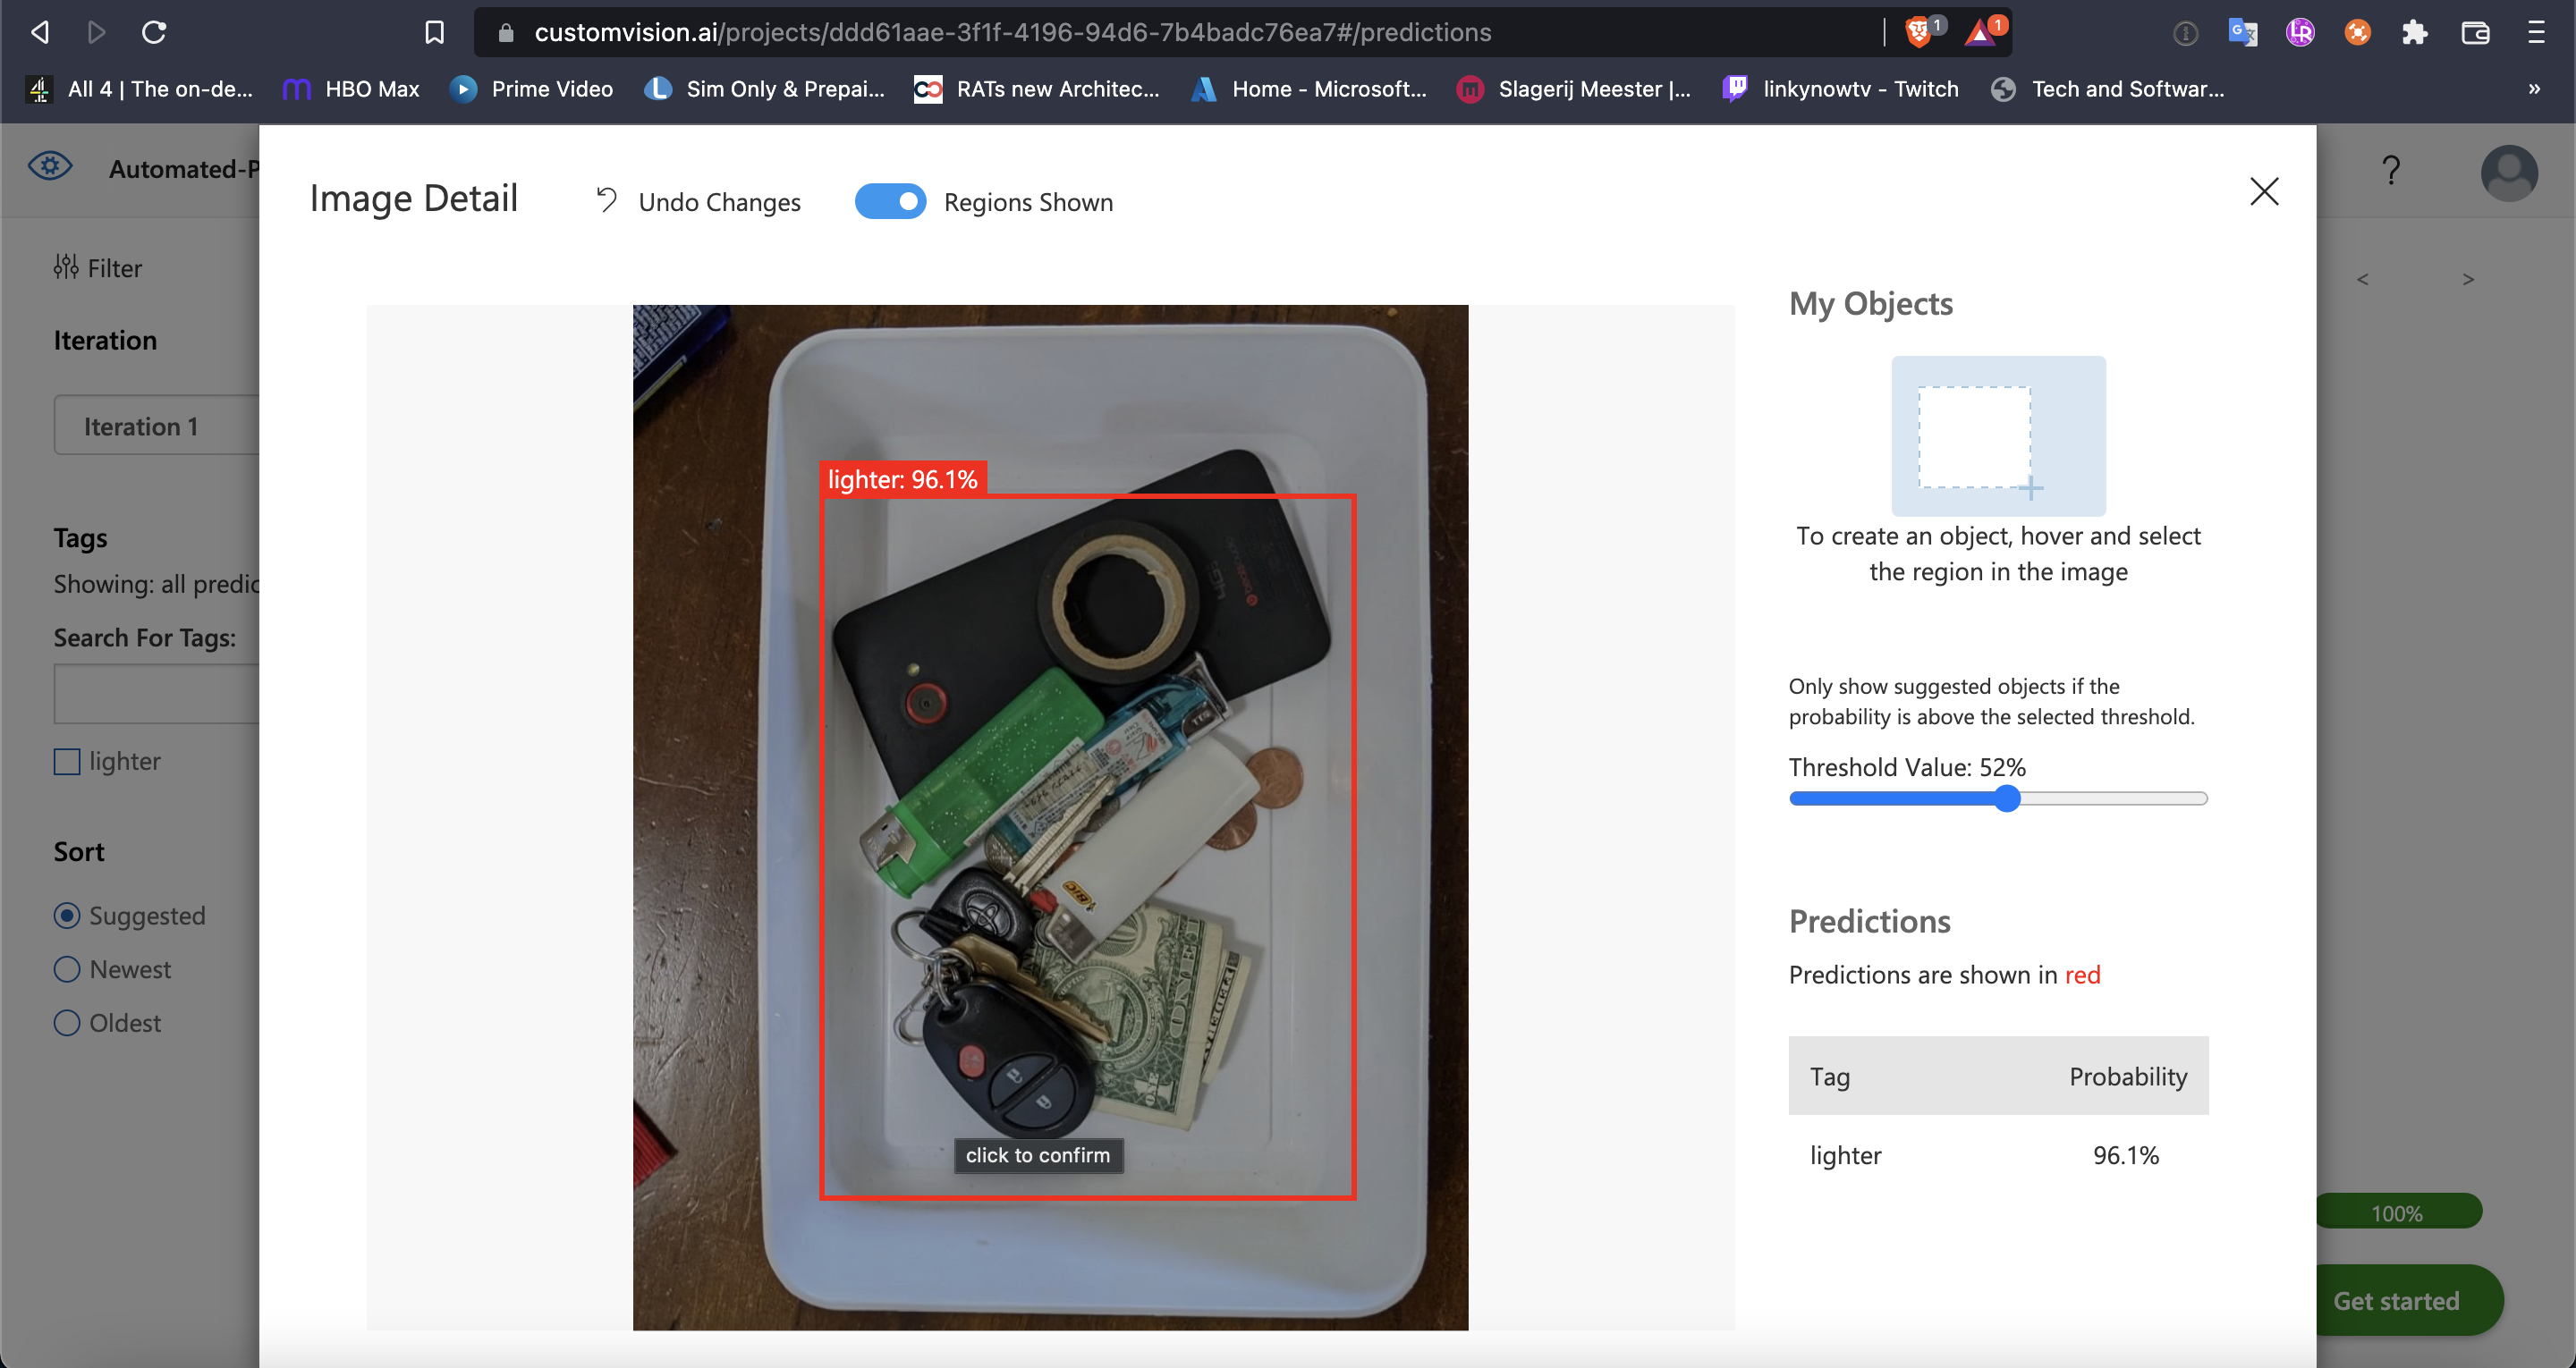 customvision.ai/projects/ddd61aae-3f1f-4196-94d6-7b4badc76ea7#/predictions
1
1
All 4 | The on-de...
HBO Max
Prime Video
Sim Only & Prepai...
RATs new Architec...
Home - Microsoft...
Slagerij Meester |...
linkynowtv - Twitch
Tech and Softwar...
»
Automated-P
?
Image Detail
Undo Changes
Regions Shown
Filter
Iteration
Iteration 1
Tags
Showing: all predic
Search For Tags:
lighter
Sort
Suggested
Newest
Oldest
lighter: 96.1%
4GS
BIC
click to confirm
My Objects
To create an object, hover and select
the region in the image
Only show suggested objects if the
probability is above the selected threshold.
Threshold Value: 52%
Predictions
Predictions are shown in red
Tag Probability
lighter 96.1%
< >
100%
Get started